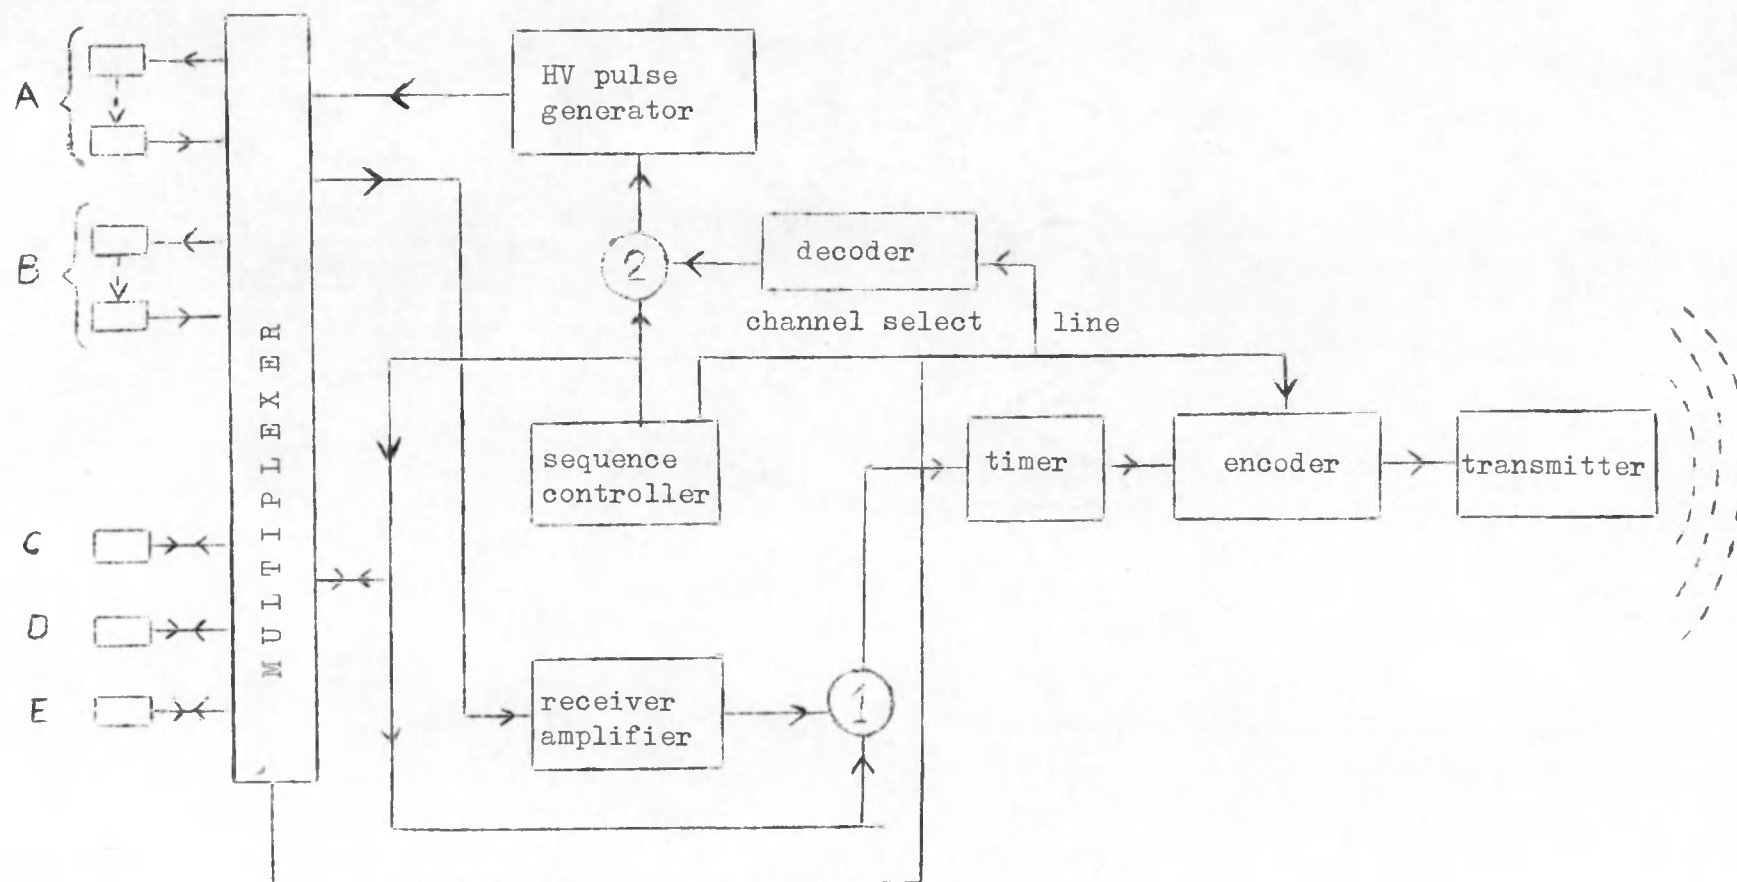 A
B
C
D
E
MULTIPLEXER
HV pulse
generator
2
decoder
channel select line
sequence
controller
timer
encoder
transmitter
receiver
amplifier
1